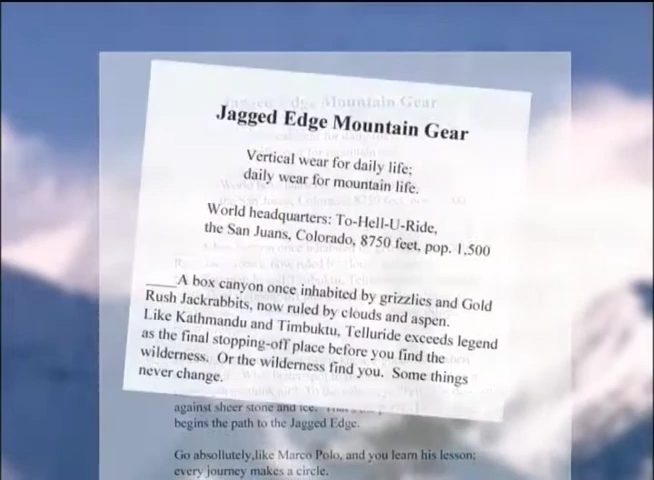 Jagged Edge Mountain Gear
Vertical wear for daily life;
daily wear for mountain life.
World headquarters: To-Hell-U-Ride,
the San Juans, Colorado, 8750 feet, pop. 1,500
____A box canyon once inhabited by grizzlies and Gold
Rush Jackrabbits, now ruled by clouds and aspen.
Like Kathmandu and Timbuktu, Telluride exceeds legend
as the final stopping-off place before you find the
wilderness. Or the wilderness find you. Some things
never change.
against sheer stone and ice.
begins the path to the Jagged Edge.
Go absollutely,like Marco Polo, and you learn his lesson:
every journey makes a circle.